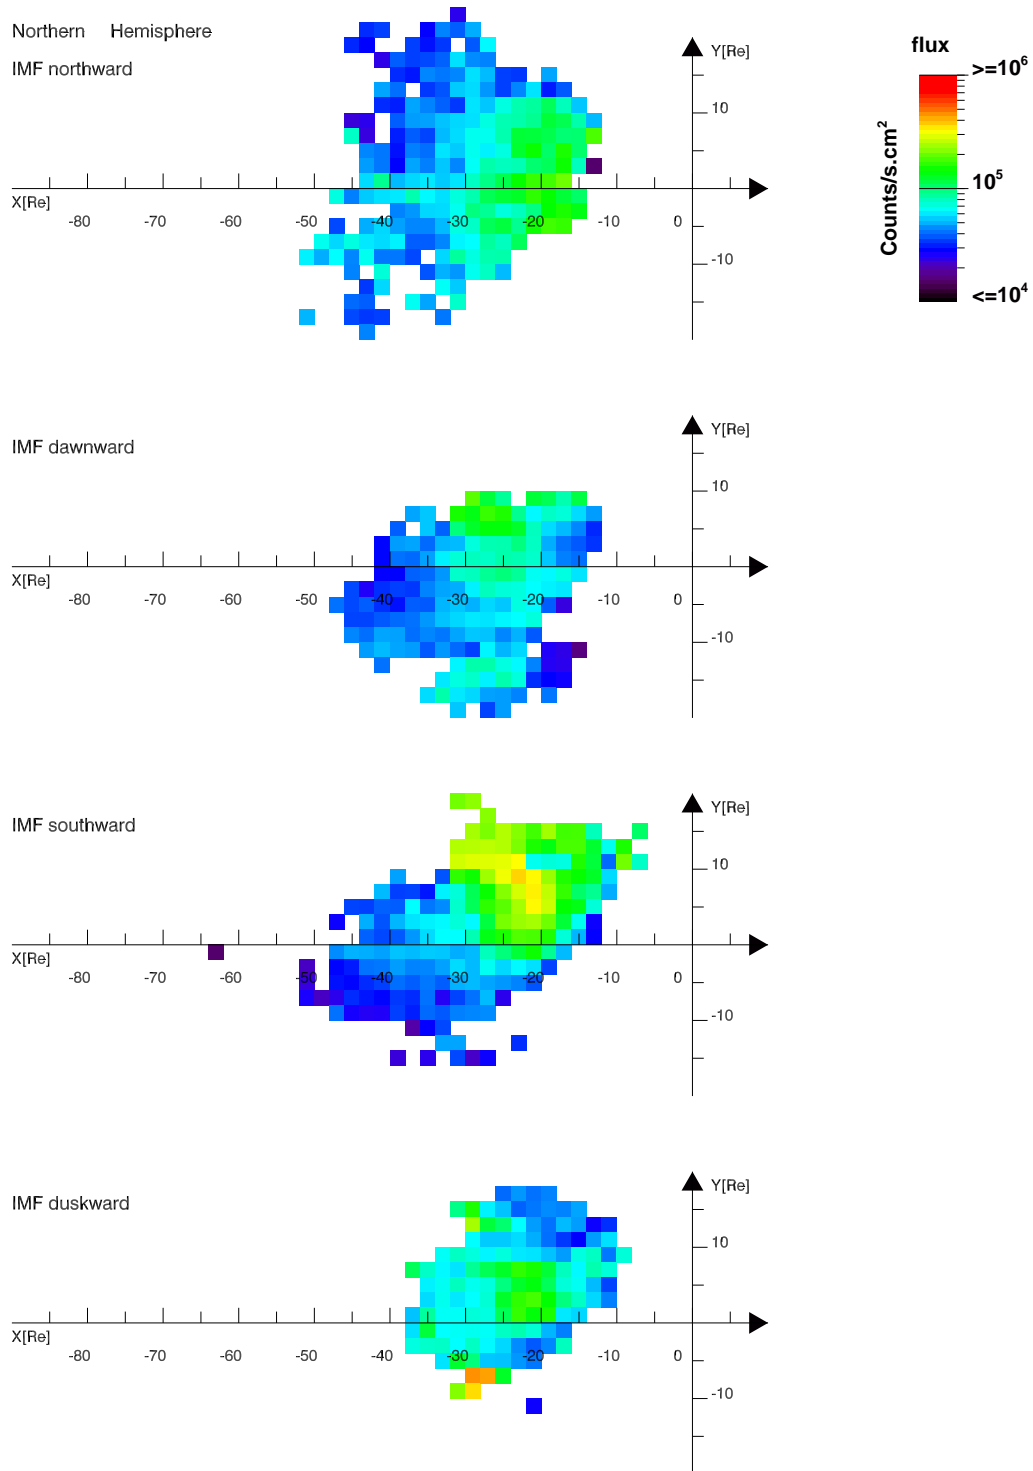 Northern Hemisphere
IMF northward
Y[Re]
10
X[Re]
-80 -70 -60 -50 -40 -30 -20 -10 0
-10
flux
>=10⁶
10⁵
<=10⁴
Counts/s.cm²
IMF dawnward
Y[Re]
10
X[Re]
-80 -70 -60 -50 -40 -30 -20 -10 0
-10
IMF southward
Y[Re]
10
X[Re]
-80 -70 -60 -50 -40 -30 -20 -10 0
-10
IMF duskward
Y[Re]
10
X[Re]
-80 -70 -60 -50 -40 -30 -20 -10 0
-10